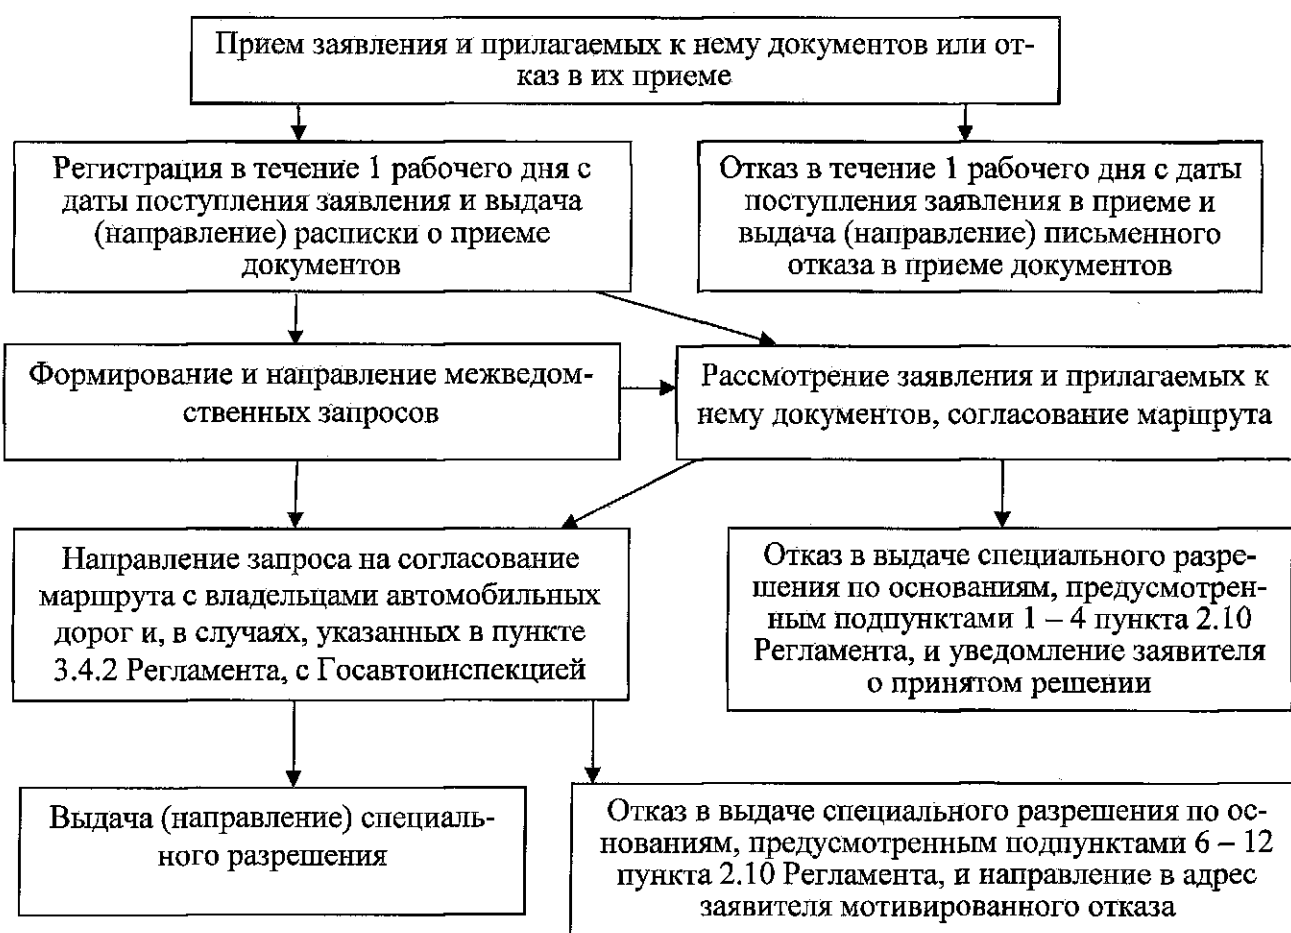 Прием заявления и прилагаемых к нему документов или от-
каз в их приеме
Регистрация в течение 1 рабочего дня с
даты поступления заявления и выдача
(направление) расписки о приеме
документов
Отказ в течение 1 рабочего дня с даты
поступления заявления в приеме и
выдача (направление) письменного
отказа в приеме документов
Формирование и направление межведом-
ственных запросов
Рассмотрение заявления и прилагаемых к
нему документов, согласование маршрута
Направление запроса на согласование
маршрута с владельцами автомобильных
дорог и, в случаях, указанных в пункте
3.4.2 Регламента, с Госавтоинспекцией
Отказ в выдаче специального разре-
шения по основаниям, предусмотрен-
ным подпунктами 1 – 4 пункта 2.10
Регламента, и уведомление заявителя
о принятом решении
Выдача (направление) специаль-
ного разрешения
Отказ в выдаче специального разрешения по ос-
нованиям, предусмотренным подпунктами 6 – 12
пункта 2.10 Регламента, и направление в адрес
заявителя мотивированного отказа